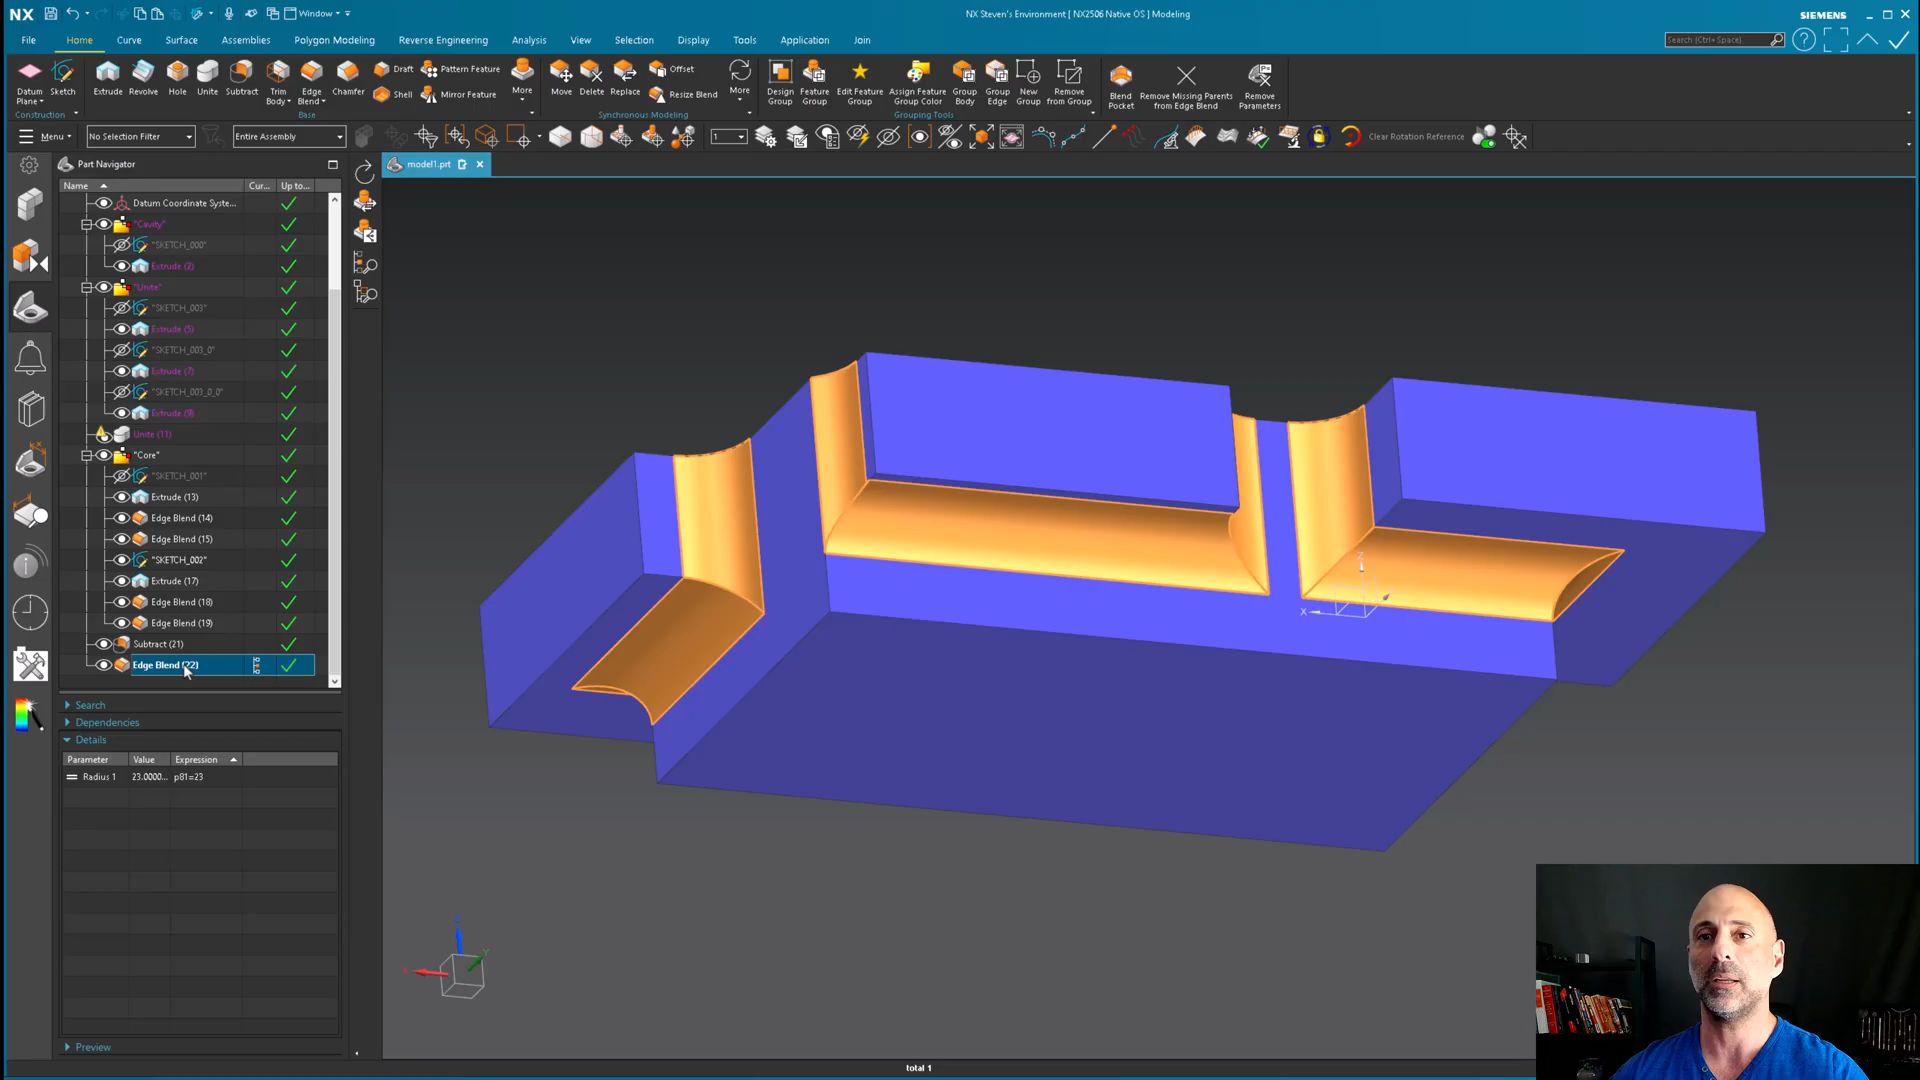 NX Window NX Steven's Environment [ NX2506 Native OS ] Modeling SIEMENS
File Home Curve Surface Assemblies Polygon Modeling Reverse Engineering Analysis View Selection Display Tools Application Join Search (Ctrl+Space)
Datum Plane Sketch Extrude Revolve Hole Unite Subtract Trim Body Edge Blend Chamfer Draft Shell Pattern Feature Mirror Feature More Move Delete Replace Offset Resize Blend More Design Group Feature Group Edit Feature Group Assign Feature Group Color Group Body Group Edge New Group Remove from Group Blend Pocket Remove Missing Parents from Edge Blend Remove Parameters
Construction Base Synchronous Modeling Grouping Tools
Menu No Selection Filter Entire Assembly 1 Clear Rotation Reference
Part Navigator model1.prt
Name Cur... Up to...
Datum Coordinate Syste...
"Cavity"
"SKETCH_000"
Extrude (2)
"Unite"
"SKETCH_003"
Extrude (5)
"SKETCH_003_0"
Extrude (7)
"SKETCH_003_0_0"
Extrude (9)
Unite (11)
"Core"
"SKETCH_001"
Extrude (13)
Edge Blend (14)
Edge Blend (15)
"SKETCH_002"
Extrude (17)
Edge Blend (18)
Edge Blend (19)
Subtract (21)
Edge Blend (22)
Search
Dependencies
Details
Parameter Value Expression
Radius 1 23.0000... p81=23
Preview
Z
X
Z
Y
X
total 1